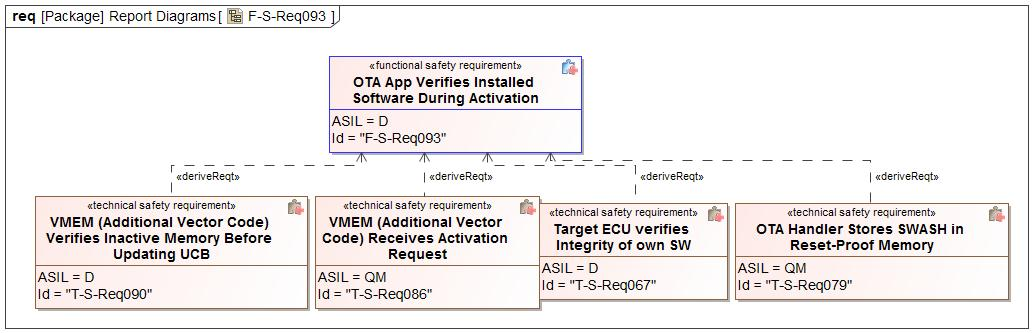 req [Package] Report Diagrams[ F-S-Req093 ]
«functional safety requirement»
OTA App Verifies Installed
Software During Activation
ASIL = D
Id = "F-S-Req093"
«deriveReqt»
«deriveReqt»
«deriveReqt»
«deriveReqt»
«technical safety requirement»
VMEM (Additional Vector Code)
Verifies Inactive Memory Before
Updating UCB
ASIL = D
Id = "T-S-Req090"
«technical safety requirement»
VMEM (Additional Vector
Code) Receives Activation
Request
ASIL = QM
Id = "T-S-Req086"
«technical safety requirement»
Target ECU verifies
Integrity of own SW
ASIL = D
Id = "T-S-Req067"
«technical safety requirement»
OTA Handler Stores SWASH in
Reset-Proof Memory
ASIL = QM
Id = "T-S-Req079"